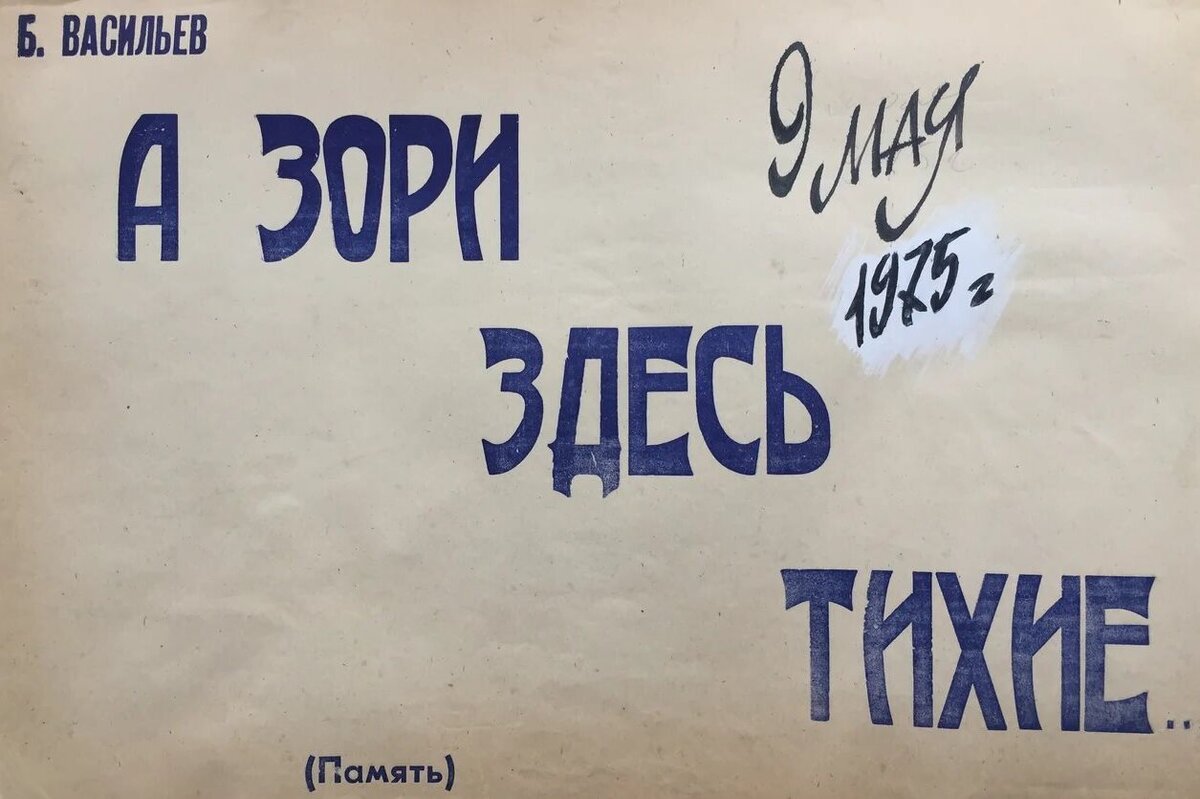 Б. ВАСИЛЬЕВ
А ЗОРИ
9 мая
1975 г
ЗДЕСЬ
ТИХИЕ..
(Память)